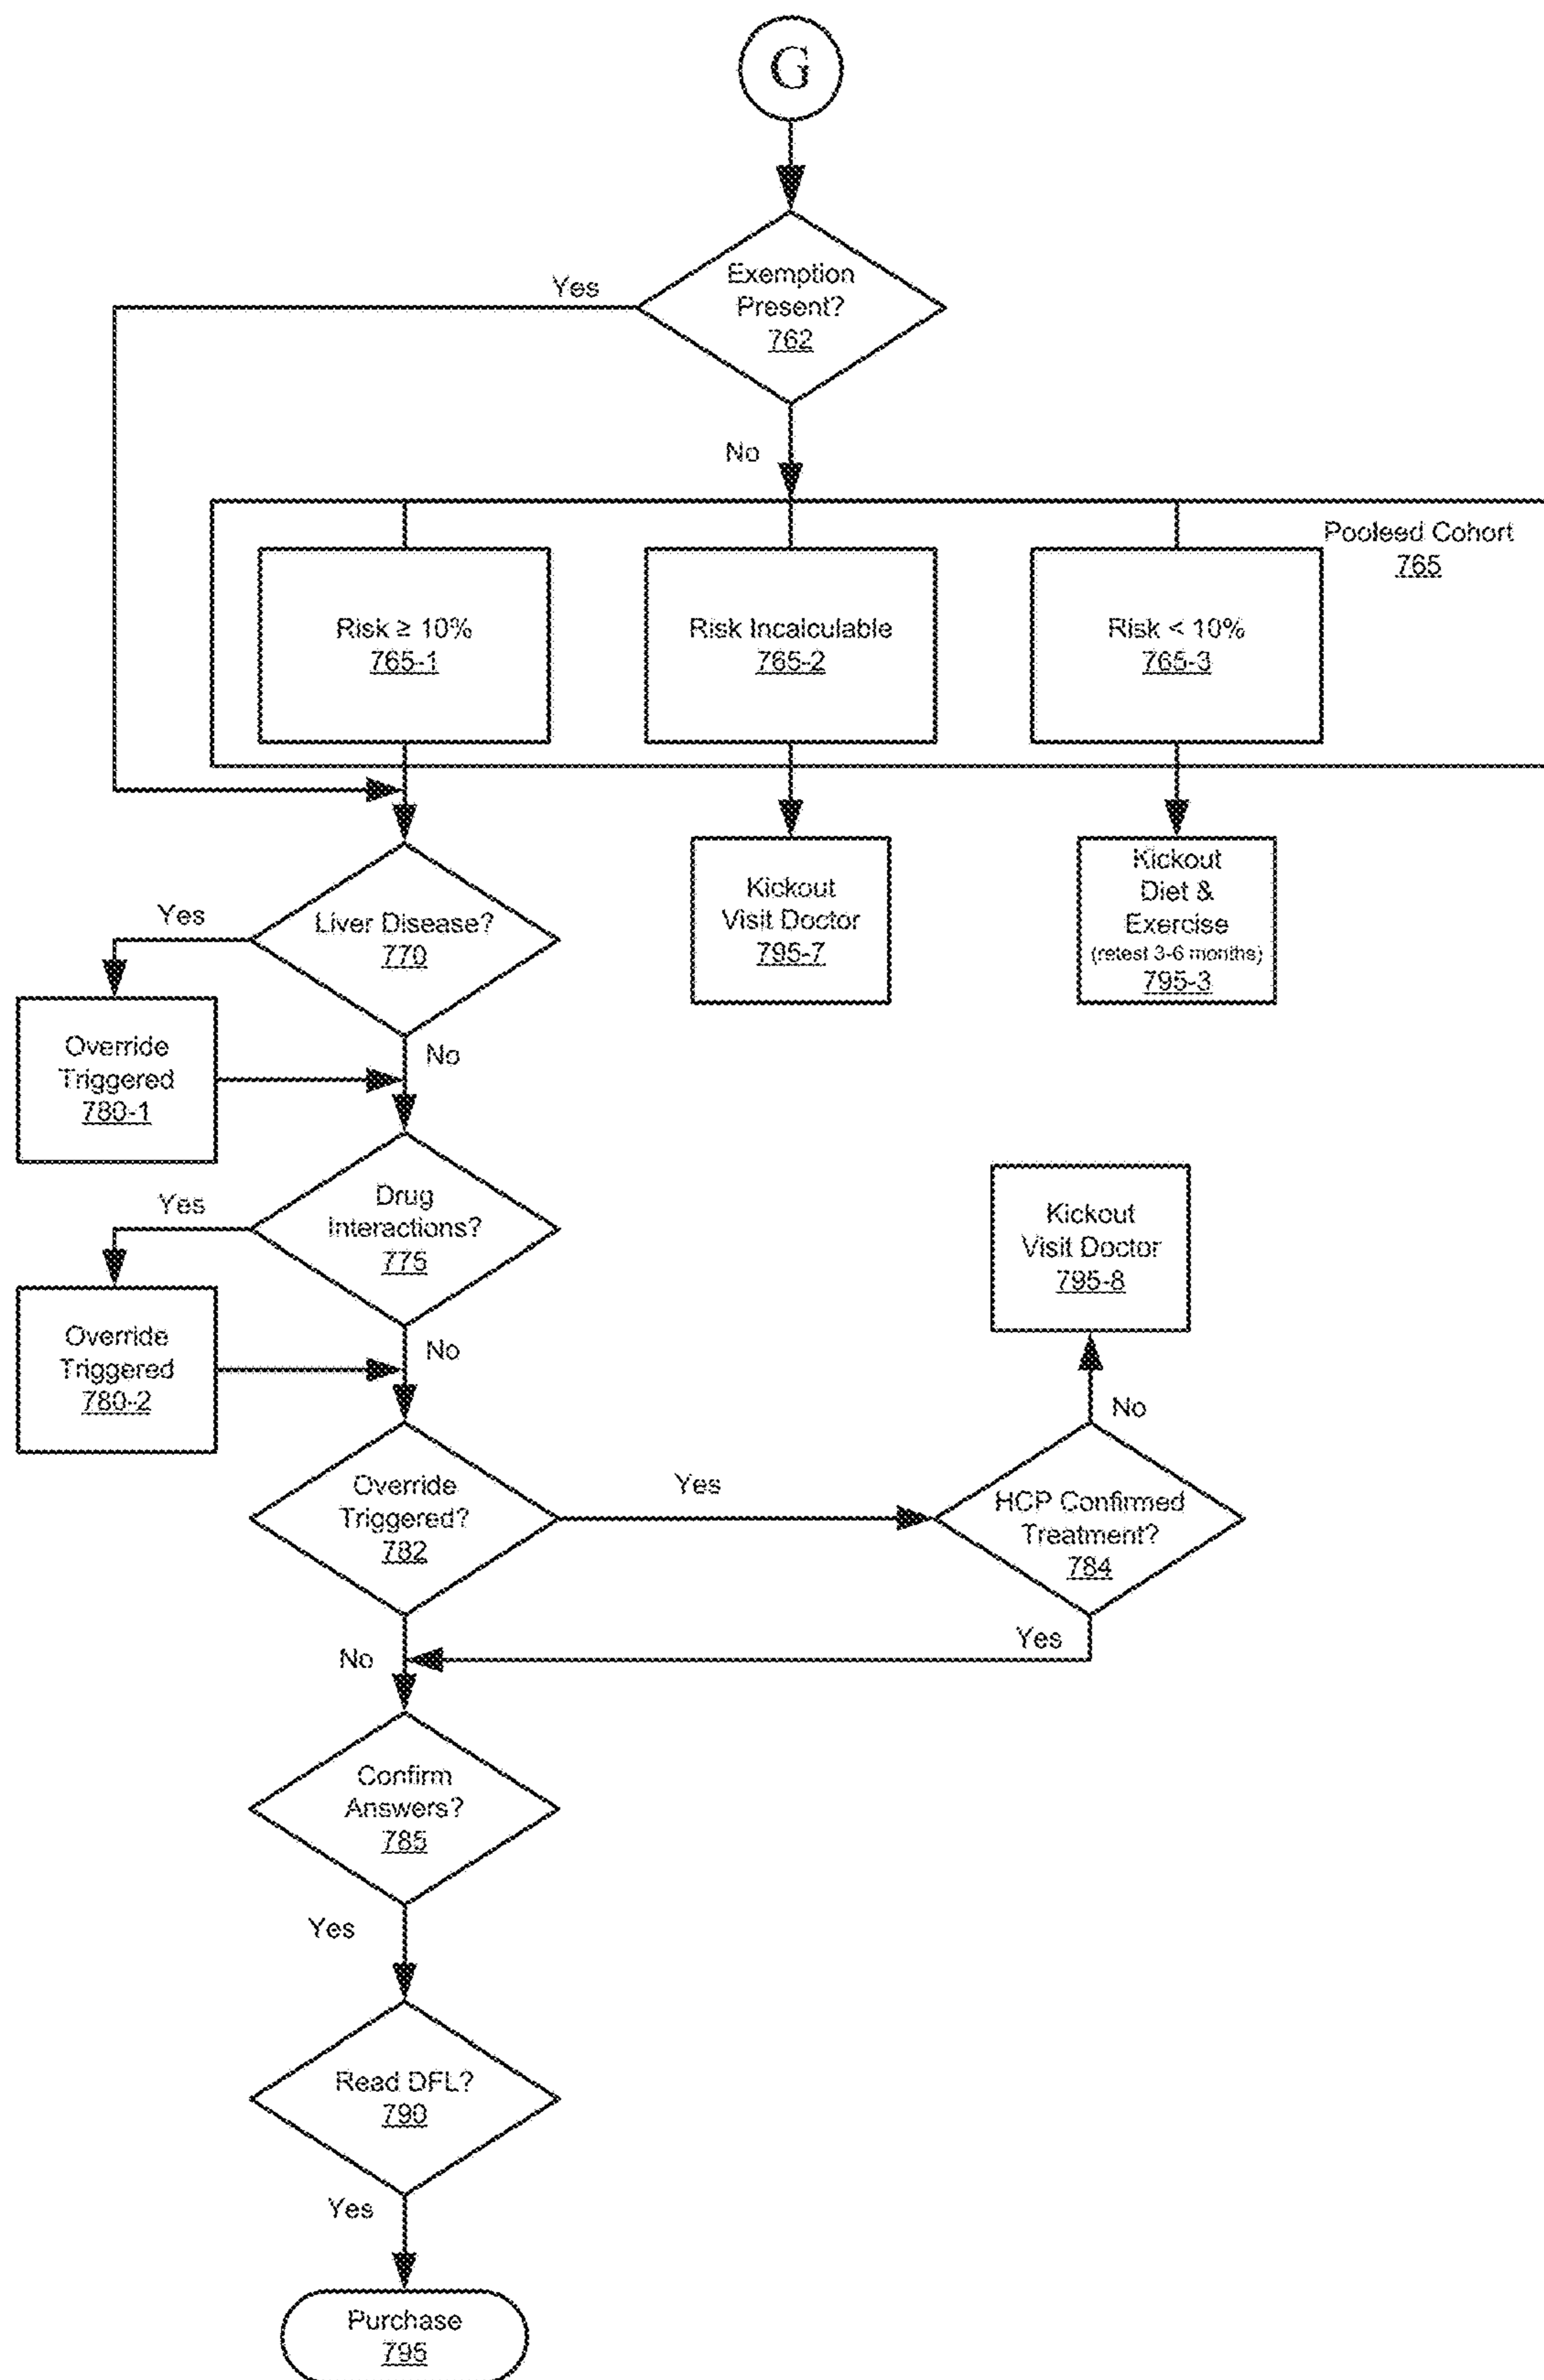 G
Exemption
Present?
762
Yes
No
Pooleed Cohort
765
Risk ≥ 10%
765-1
Risk Incalculable
765-2
Risk < 10%
765-3
Liver Disease?
770
Yes
No
Kickout
Visit Doctor
795-7
Kickout
Diet &
Exercise
(retest 3-6 months)
795-3
Override
Triggered
780-1
Drug
Interactions?
775
Yes
No
Override
Triggered
780-2
Kickout
Visit Doctor
795-8
No
Override
Triggered?
782
Yes
HCP Confirmed
Treatment?
784
Yes
No
Confirm
Answers?
785
Yes
Read DFL?
790
Yes
Purchase
795